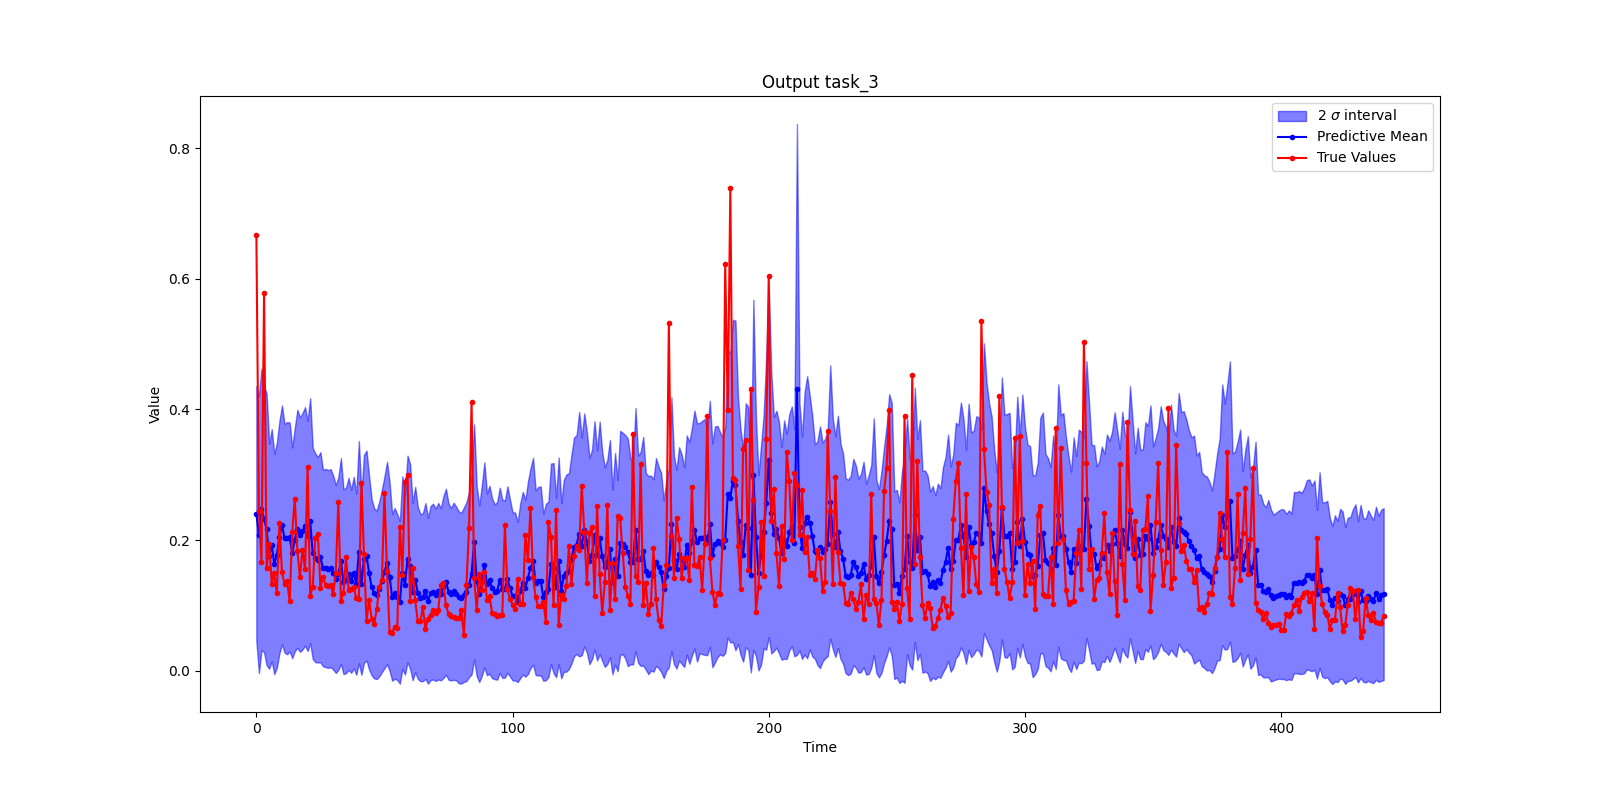 Output task_3
2 σ interval
Predictive Mean
True Values
Value
0.8
0.6
0.4
0.2
0.0
0
100
200
300
400
Time